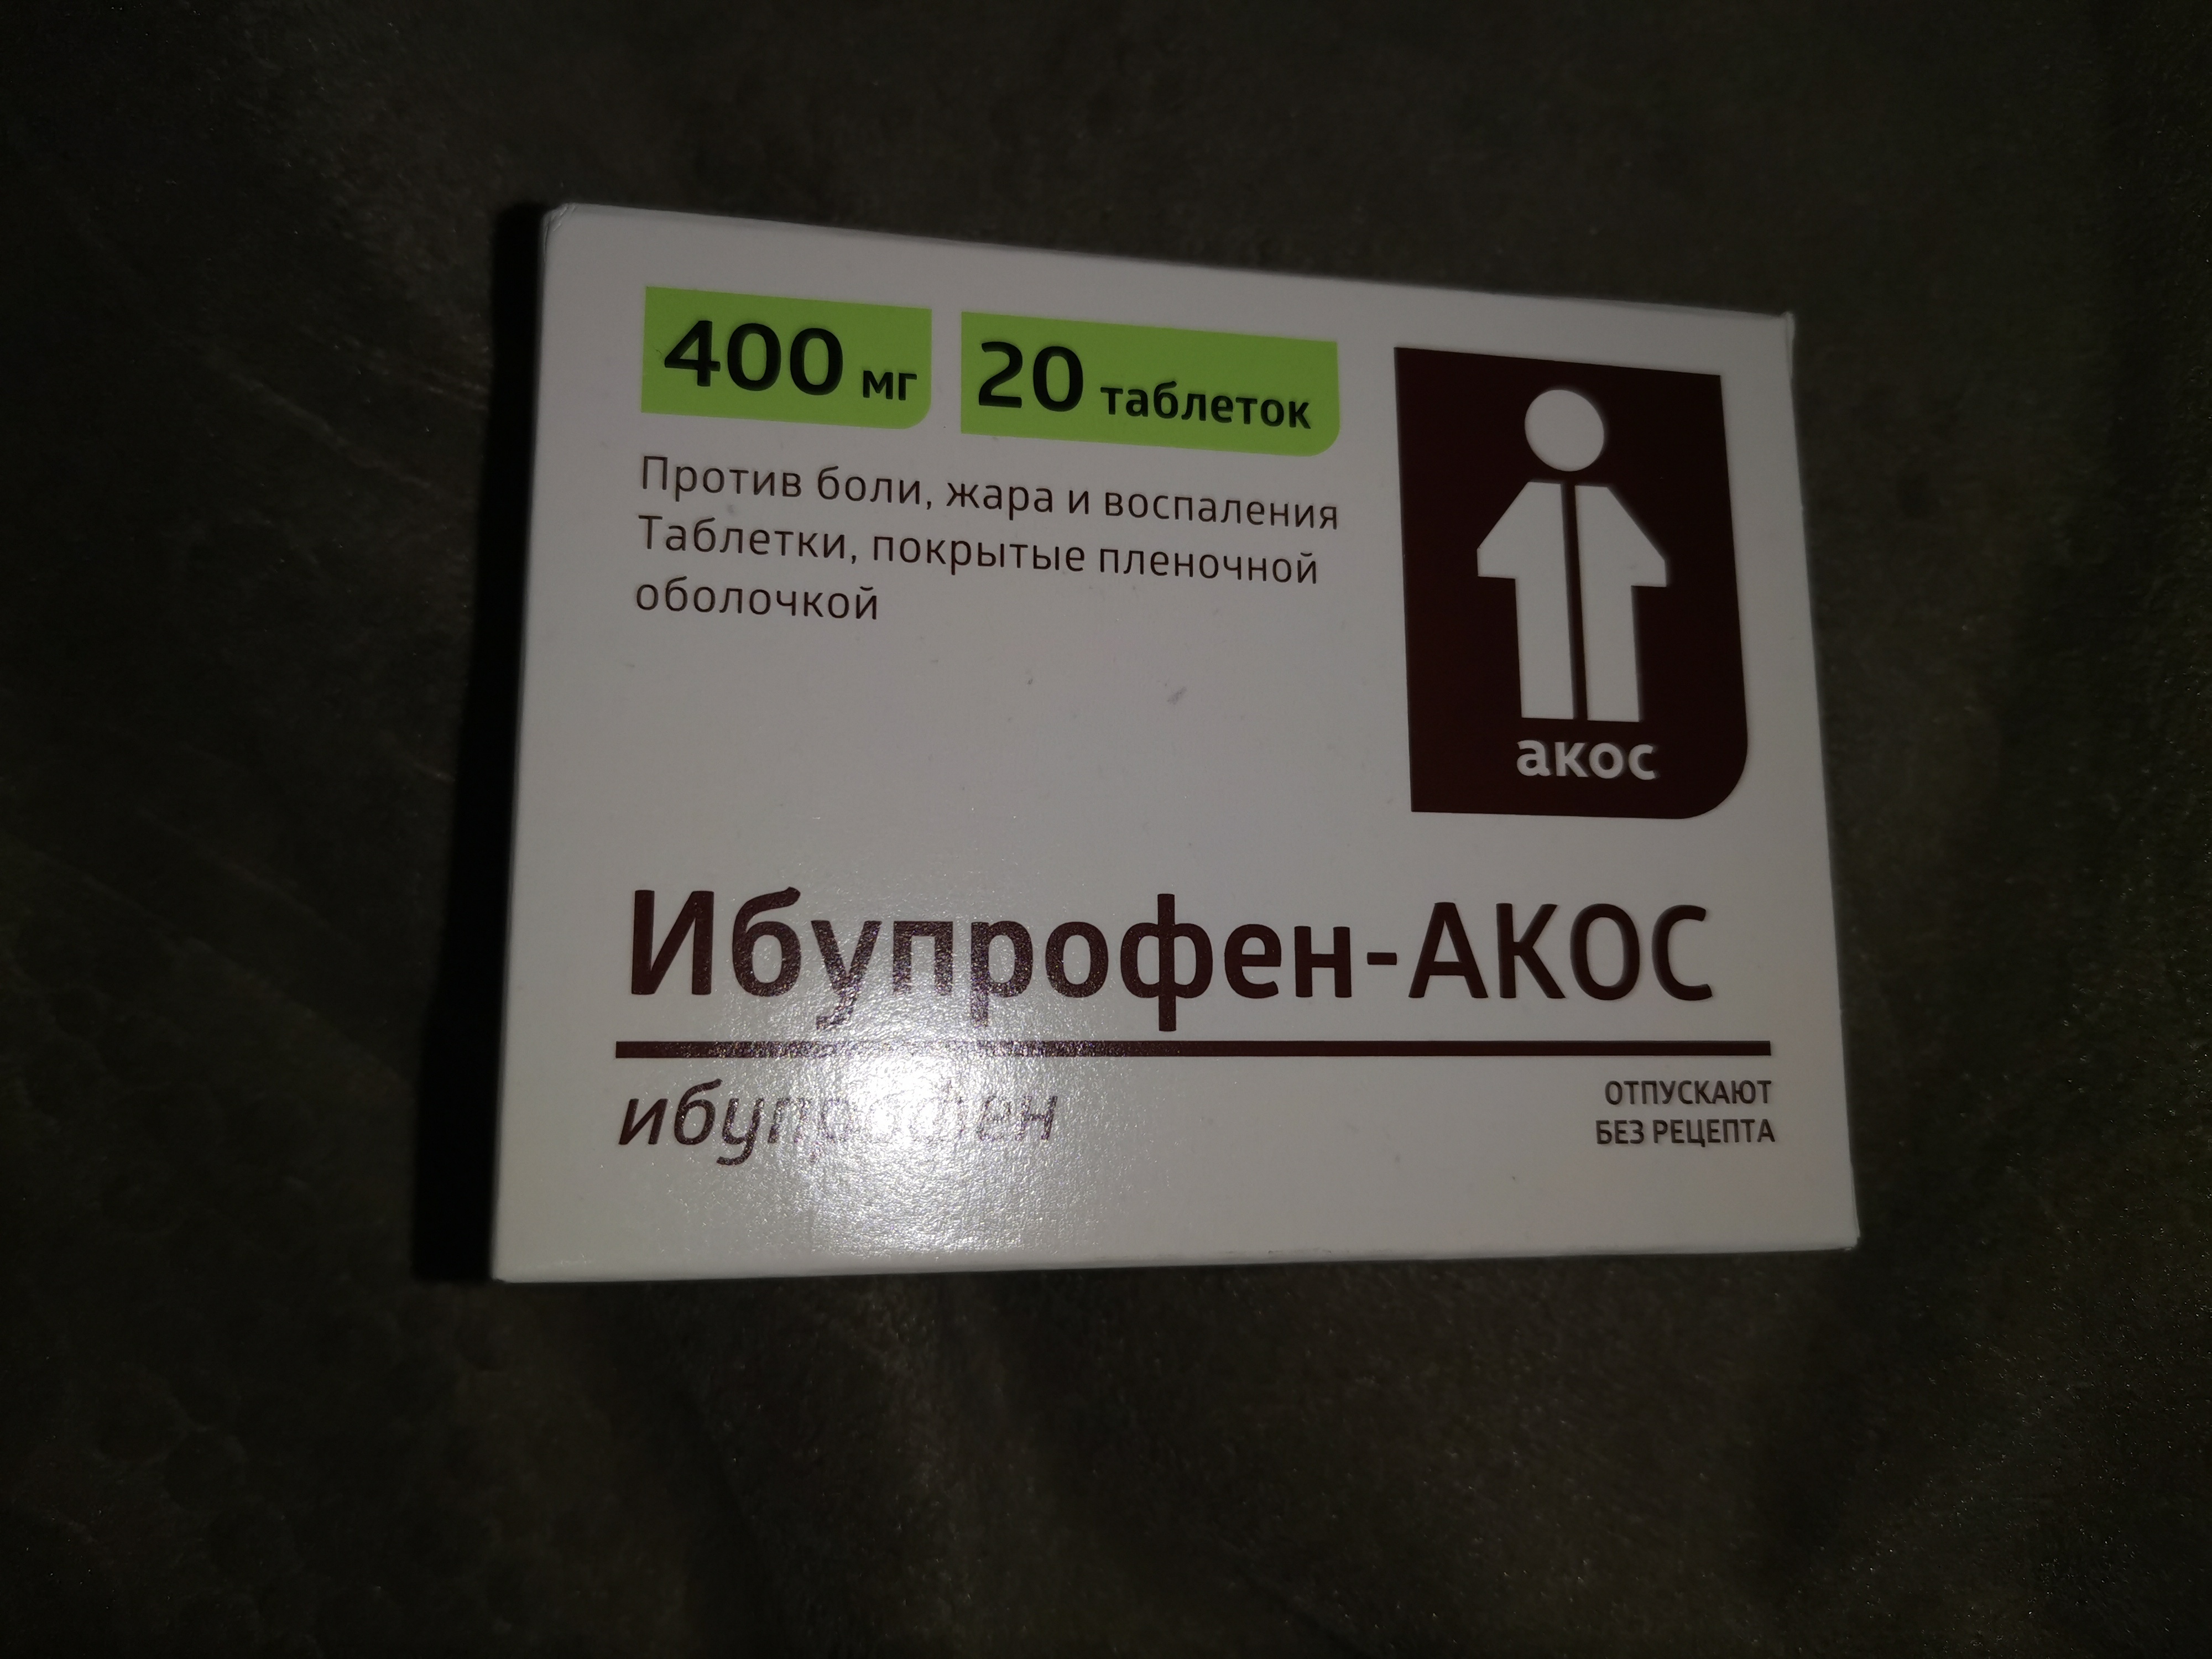 400 мг 20 таблеток
Против боли, жара и воспаления
Таблетки, покрытые пленочной
оболочкой
акос
Ибупрофен-АКОС
ибупрофен
ОТПУСКАЮТ
БЕЗ РЕЦЕПТА